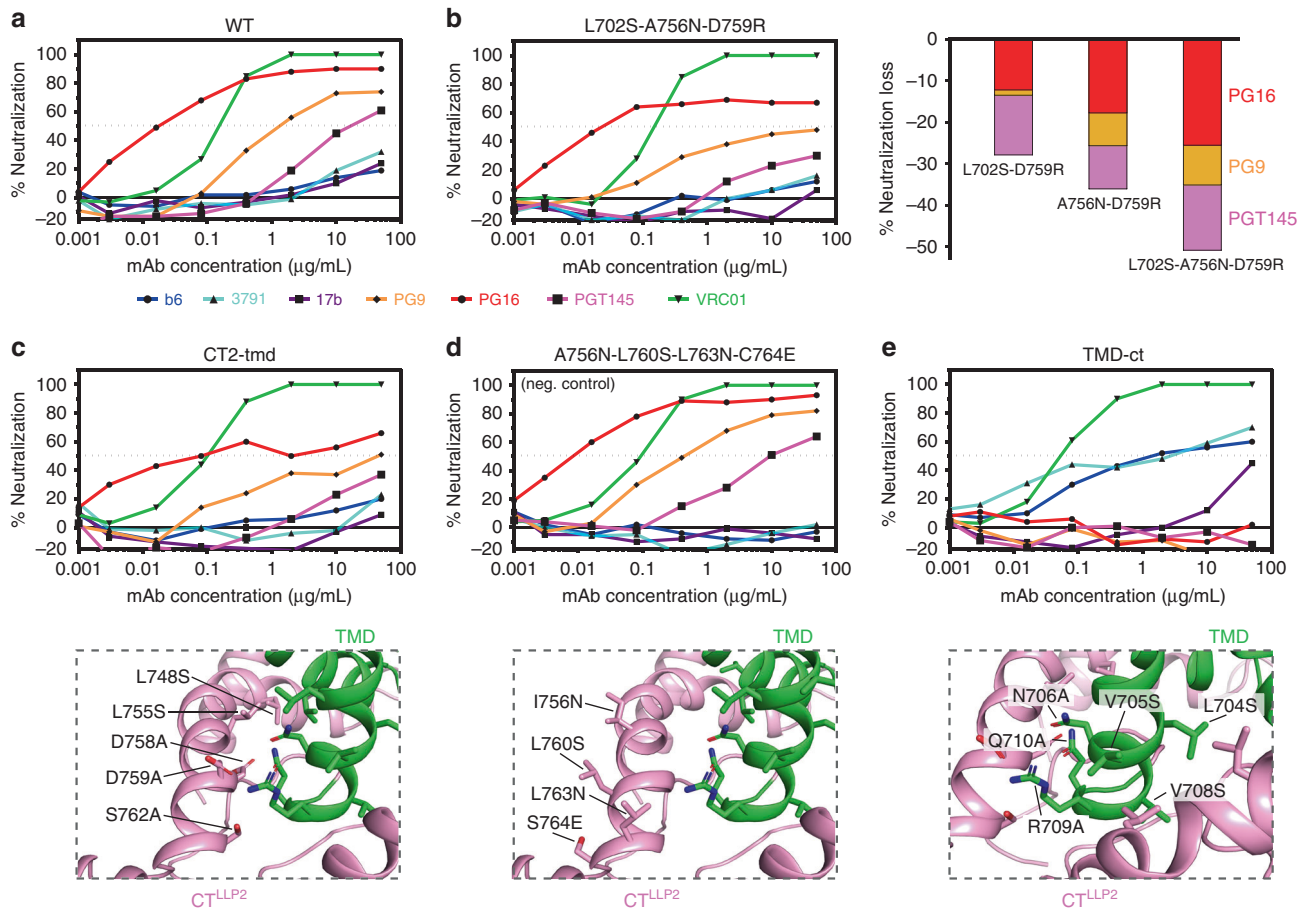 a
WT
% Neutralization
100
80
60
40
20
0
−20
0.001
0.01
0.1
1
10
100
mAb concentration (μg/mL)
b
L702S-A756N-D759R
% Neutralization
100
80
60
40
20
0
−20
0.001
0.01
0.1
1
10
100
mAb concentration (μg/mL)
% Neutralization loss
0
−10
−20
−30
−40
−50
L702S-D759R
A756N-D759R
L702S-A756N-D759R
PG16
PG9
PGT145
b6 3791 17b PG9 PG16 PGT145 VRC01
c
CT2-tmd
% Neutralization
100
80
60
40
20
0
−20
0.001
0.01
0.1
1
10
100
mAb concentration (μg/mL)
d
A756N-L760S-L763N-C764E
(neg. control)
% Neutralization
100
80
60
40
20
0
−20
0.001
0.01
0.1
1
10
100
mAb concentration (μg/mL)
e
TMD-ct
% Neutralization
100
80
60
40
20
0
−20
0.001
0.01
0.1
1
10
100
mAb concentration (μg/mL)
TMD
L748S
L755S
D758A
D759A
S762A
CTLLP2
TMD
I756N
L760S
L763N
S764E
CTLLP2
TMD
N706A
V705S
L704S
Q710A
V708S
R709A
CTLLP2